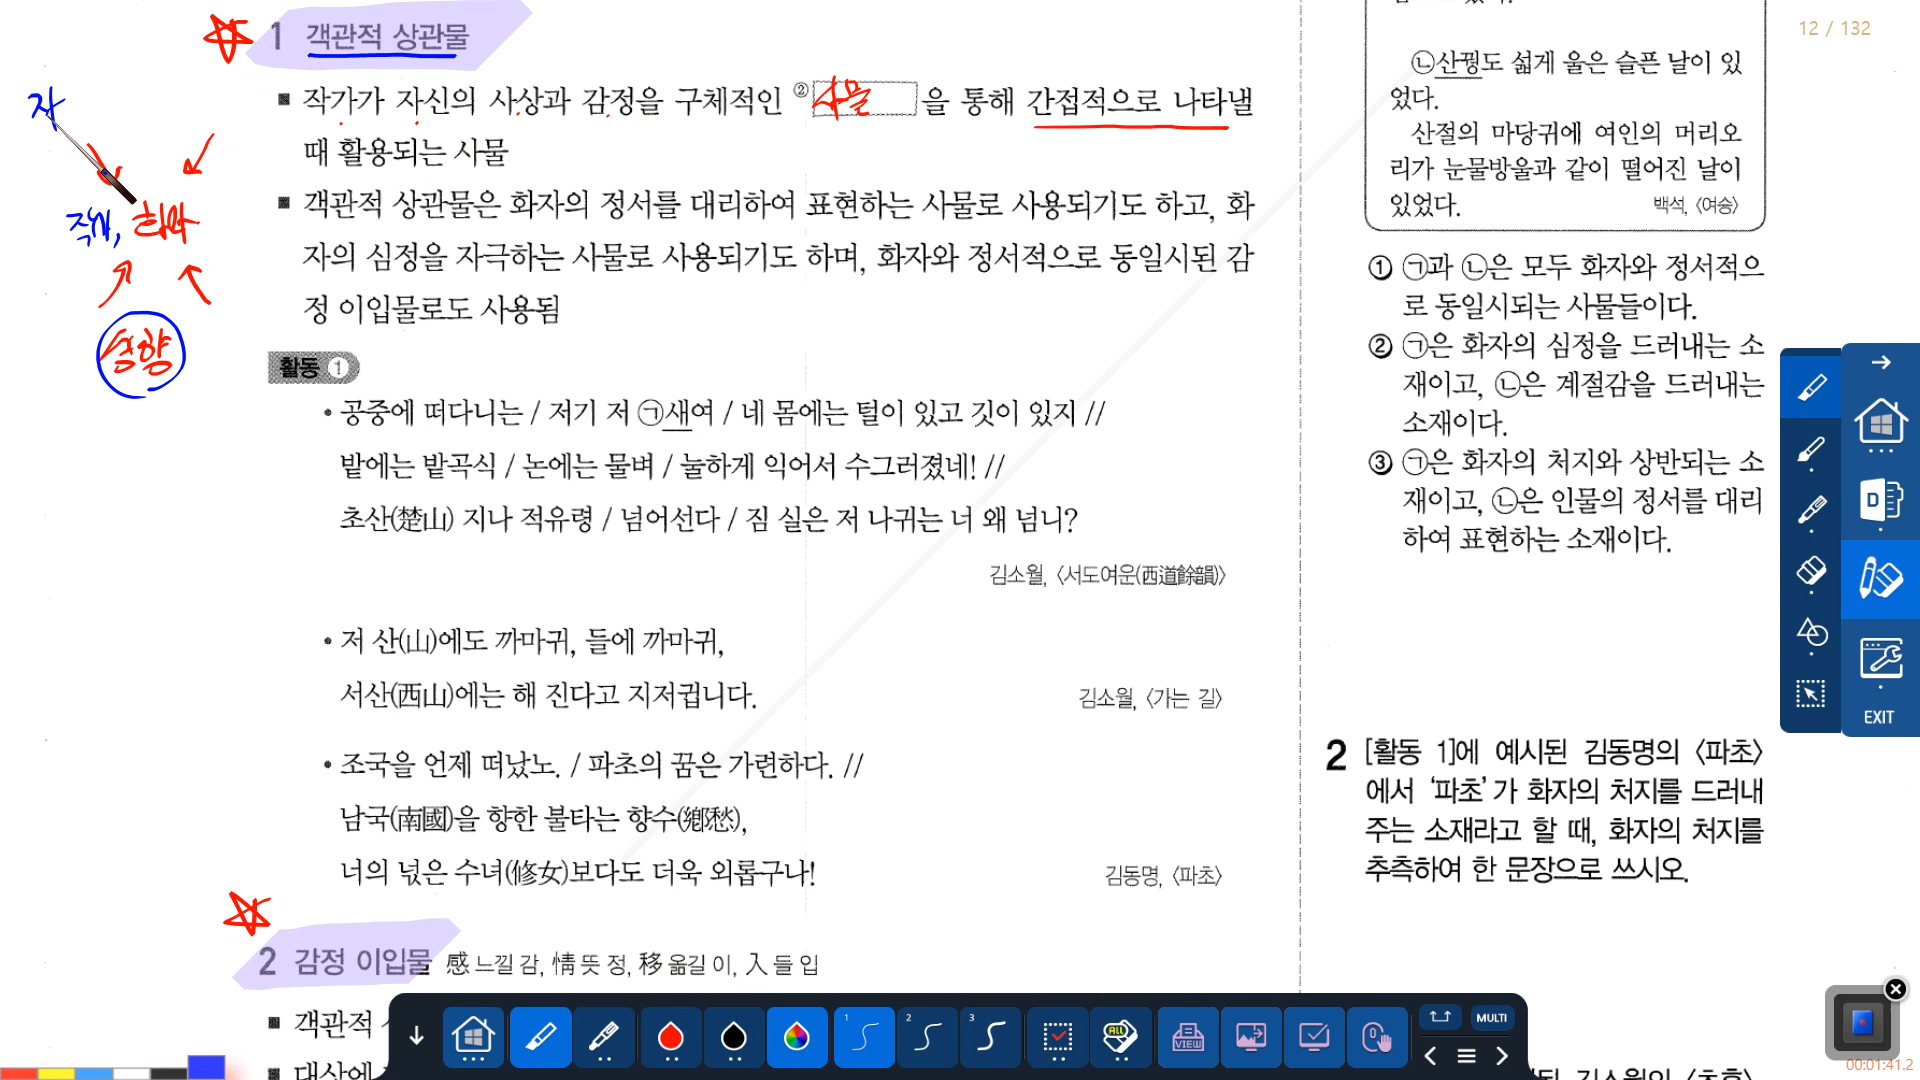 1 객관적 상관물
작가가 자신의 사상과 감정을 구체적인 ② 사물 을 통해 간접적으로 나타낼
때 활용되는 사물
객관적 상관물은 화자의 정서를 대리하여 표현하는 사물로 사용되기도 하고, 화
자의 심정을 자극하는 사물로 사용되기도 하며, 화자와 정서적으로 동일시된 감
정 이입물로도 사용됨
활동 1
• 공중에 떠다니는 / 저기 저 ㉠새여 / 네 몸에는 털이 있고 깃이 있지 //
밭에는 밭곡식 / 논에는 물벼 / 눌하게 익어서 수그러졌네! //
초산(楚山) 지나 적유령 / 넘어선다 / 짐 실은 저 나귀는 너 왜 넘니?
김소월, 〈서도여운(西道餘韻)〉
• 저 산(山)에도 까마귀, 들에 까마귀,
서산(西山)에는 해 진다고 지저귑니다.
김소월, 〈가는 길〉
• 조국을 언제 떠났노. / 파초의 꿈은 가련하다. //
남국(南國)을 향한 불타는 향수(鄕愁),
너의 넋은 수녀(修女)보다도 더욱 외롭구나!
김동명, 〈파초〉
2 감정 이입물 感 느낄 감, 情 뜻 정, 移 옮길 이, 入 들 입
객관적
대상에
작
화자
영향
12 / 132
㉡산꿩도 섧게 울은 슬픈 날이 있
었다.
산절의 마당귀에 여인의 머리오
리가 눈물방울과 같이 떨어진 날이
있었다.
백석, 〈여승〉
① ㉠과 ㉡은 모두 화자와 정서적으
로 동일시되는 사물들이다.
② ㉠은 화자의 심정을 드러내는 소
재이고, ㉡은 계절감을 드러내는
소재이다.
③ ㉠은 화자의 처지와 상반되는 소
재이고, ㉡은 인물의 정서를 대리
하여 표현하는 소재이다.
2 [활동 1]에 예시된 김동명의 〈파초〉
에서 ‘파초’가 화자의 처지를 드러내
주는 소재라고 할 때, 화자의 처지를
추측하여 한 문장으로 쓰시오.
EXIT
1 2 3
ALL
VIEW
MULTI
00:01:41.2